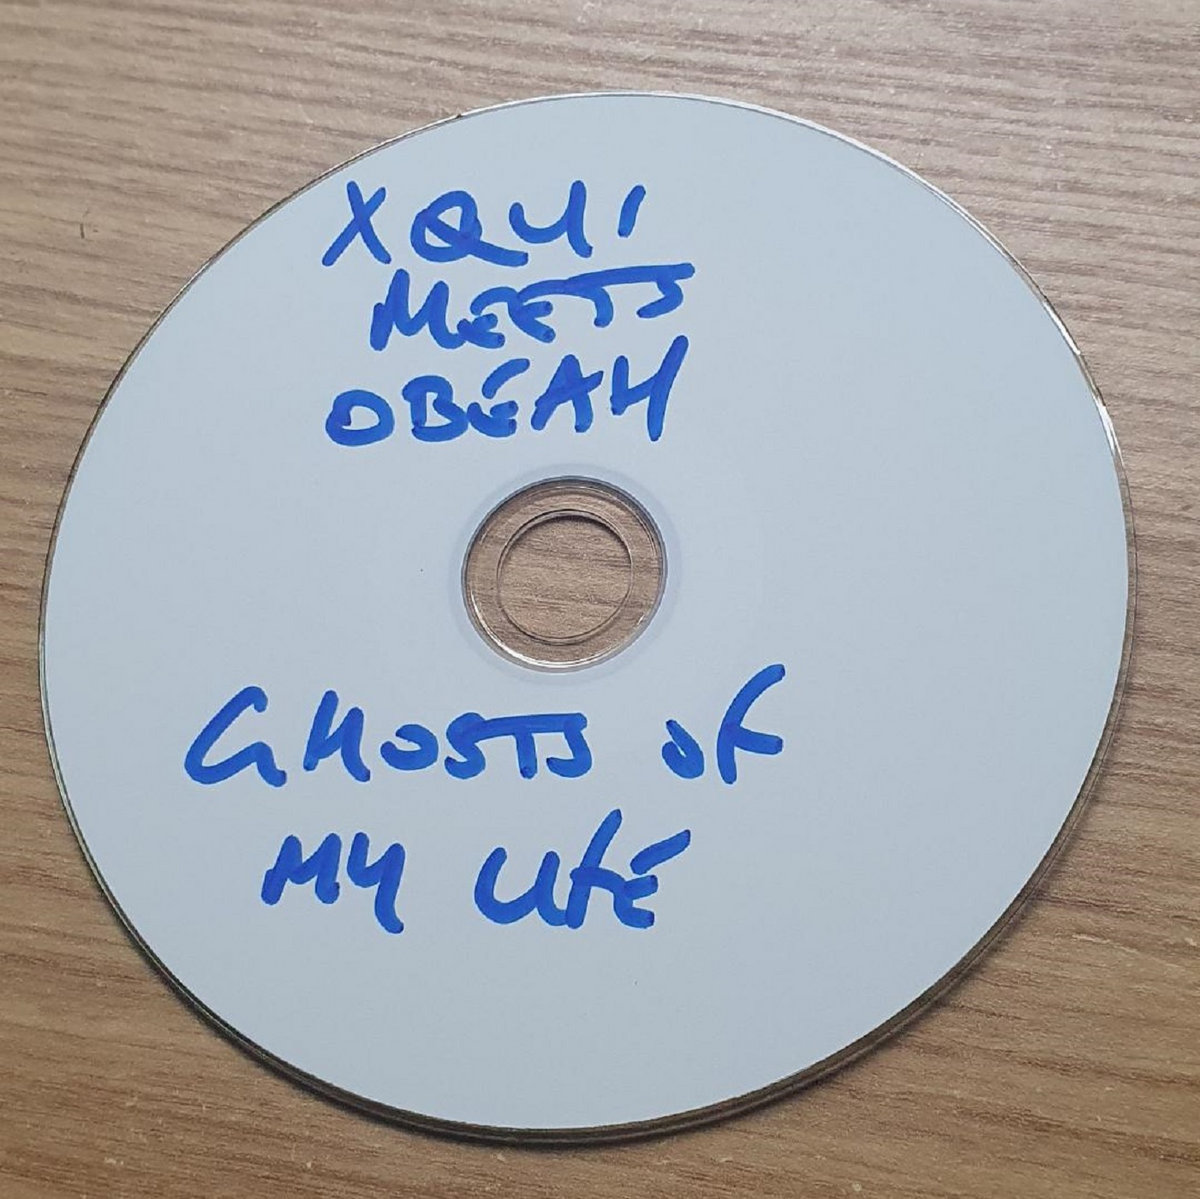 XQUI
MEETS
OBEAH
GHOSTS OF
MY LIFE